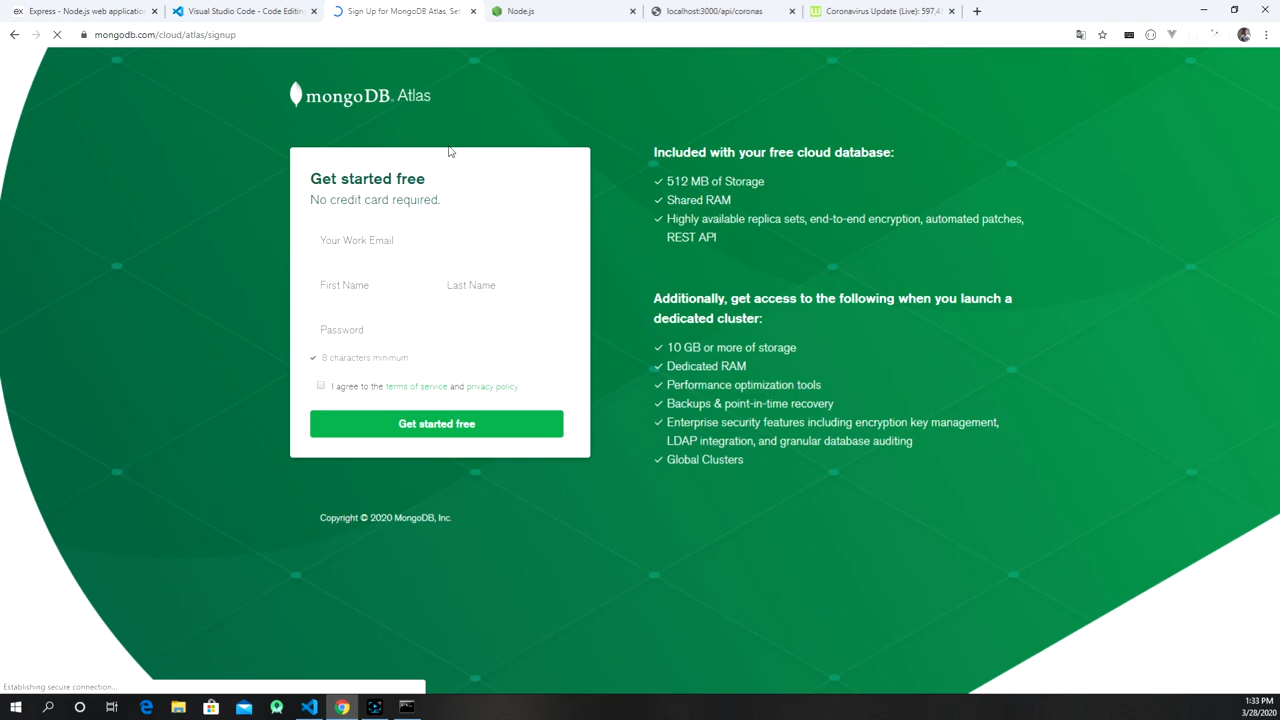 Express - Node.js web application
Visual Studio Code - Code Editing
Sign Up for MongoDB Atlas, Set
Node.js
localhost:3000/api/coronas
Coronavirus Update (Live): 597,4
mongodb.com/cloud/atlas/signup
mongoDB. Atlas
Get started free
No credit card required.
Your Work Email
First Name
Last Name
Password
8 characters minimum
I agree to the terms of service and privacy policy
Get started free
Copyright © 2020 MongoDB, Inc.
Included with your free cloud database:
512 MB of Storage
Shared RAM
Highly available replica sets, end-to-end encryption, automated patches,
REST API
Additionally, get access to the following when you launch a
dedicated cluster:
10 GB or more of storage
Dedicated RAM
Performance optimization tools
Backups & point-in-time recovery
Enterprise security features including encryption key management,
LDAP integration, and granular database auditing
Global Clusters
Establishing secure connection...
1:33 PM
3/28/2020